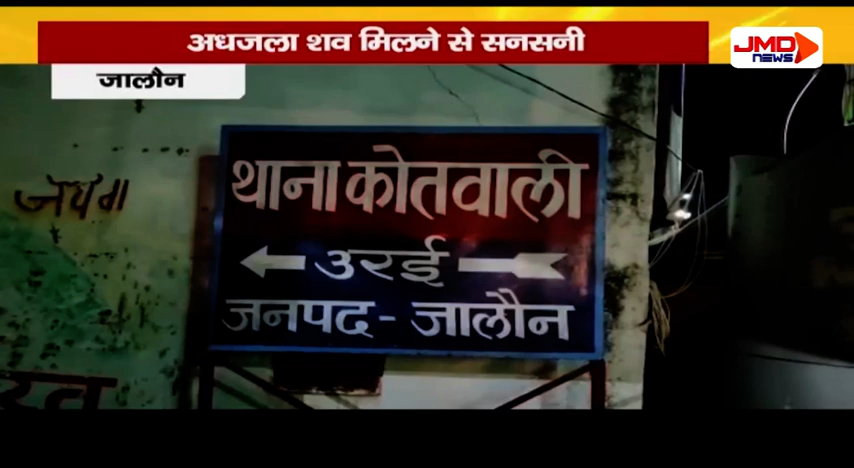 अधजला शव मिलने से सनसनी
JMD
NEWS
जालौन
थाना कोतवाली
उरई
जनपद - जालौन